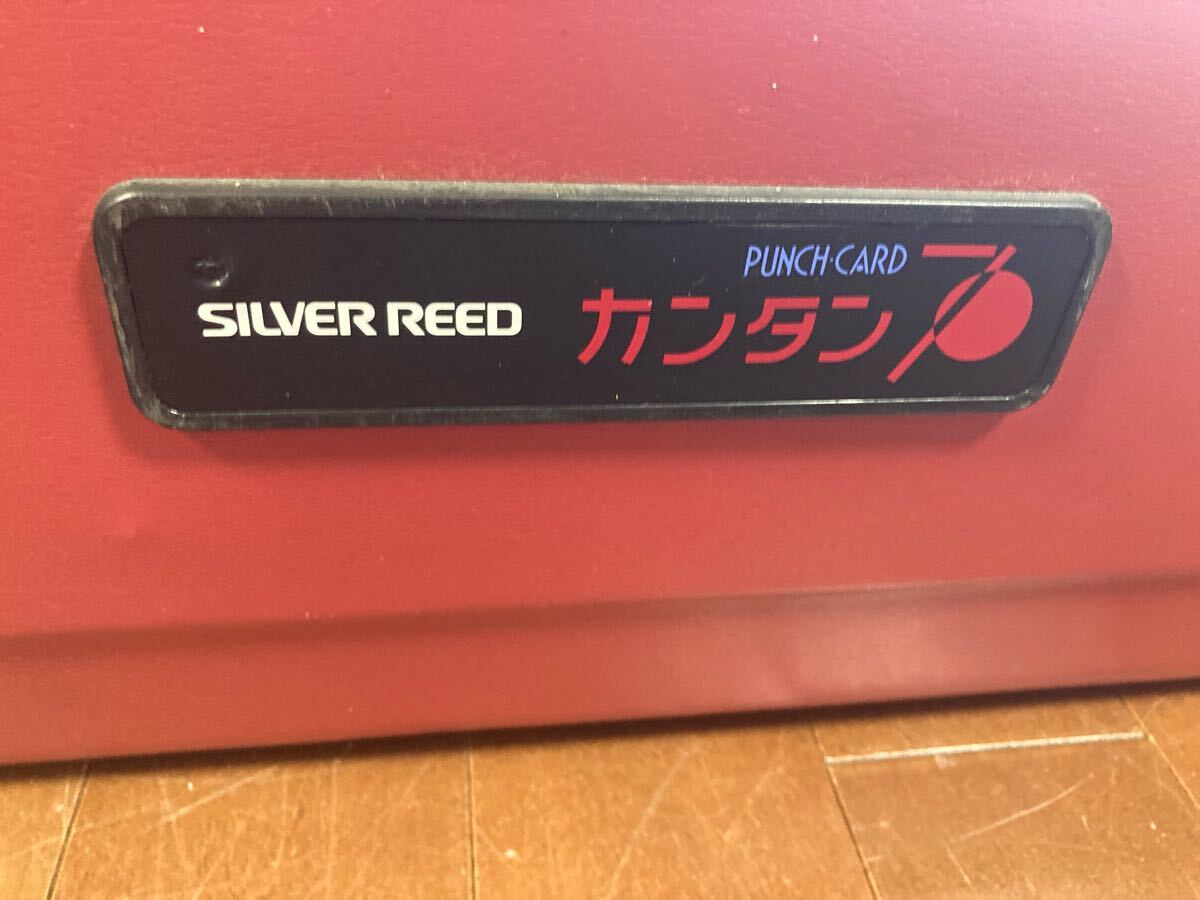 SILVER REED
PUNCH·CARD
カンタン